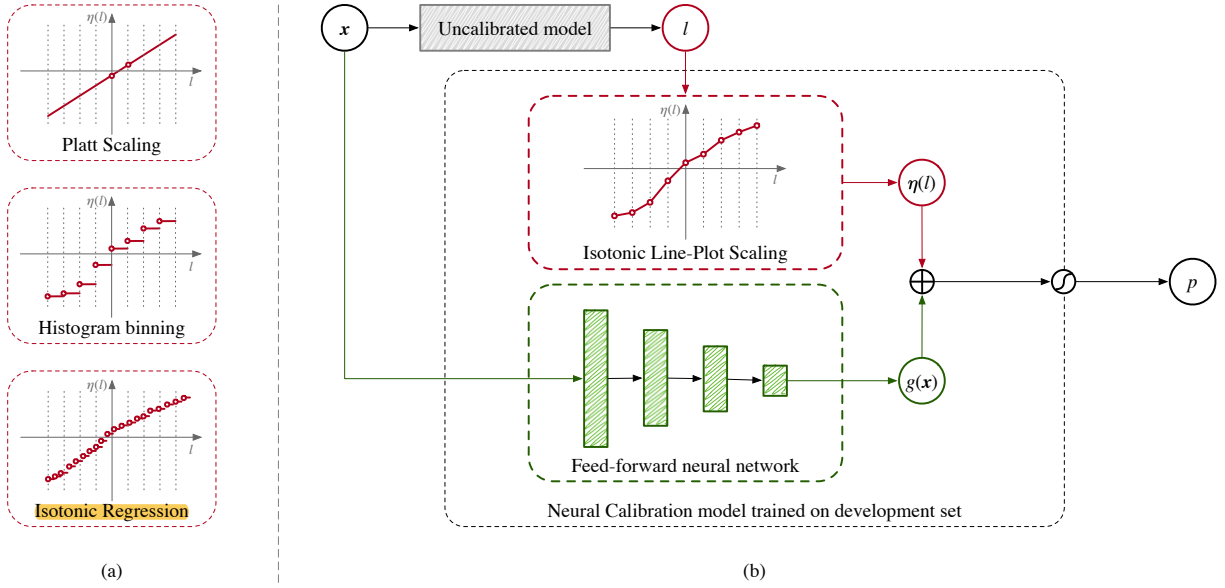 η(l)
l
Platt Scaling
η(l)
l
Histogram binning
η(l)
l
Isotonic Regression
(a)
x
Uncalibrated model
l
η(l)
l
Isotonic Line-Plot Scaling
η(l)
p
g(x)
Feed-forward neural network
Neural Calibration model trained on development set
(b)